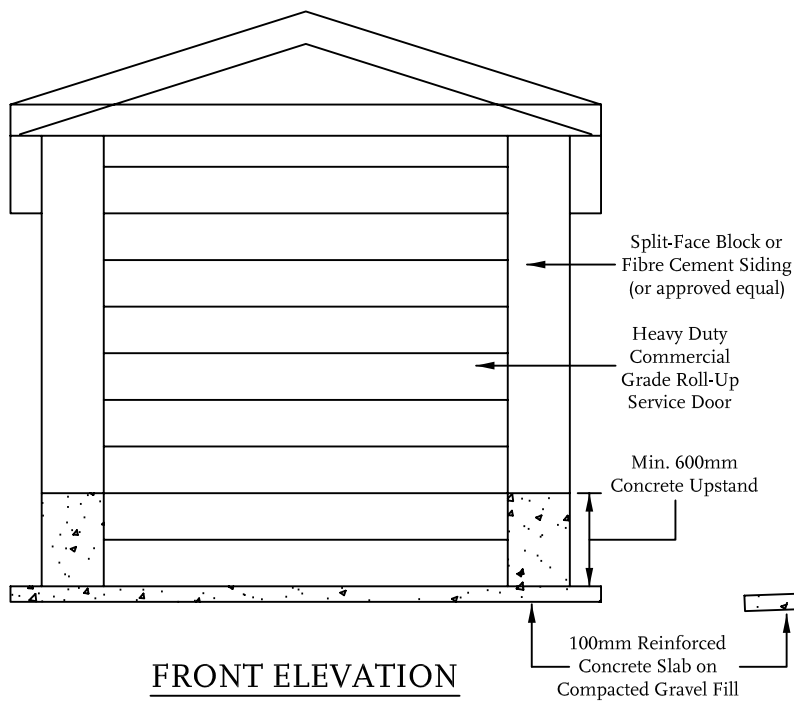 Split-Face Block or
Fibre Cement Siding
(or approved equal)
Heavy Duty
Commercial
Grade Roll-Up
Service Door
Min. 600mm
Concrete Upstand
100mm Reinforced
Concrete Slab on
Compacted Gravel Fill
FRONT ELEVATION